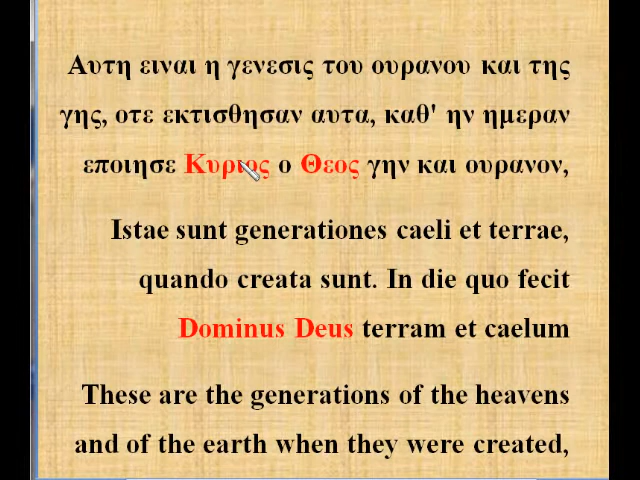 Αυτη ειναι η γενεσις του ουρανου και της
γης, οτε εκτισθησαν αυτα, καθ' ην ημεραν
εποιησε Κυριος ο Θεος γην και ουρανον,
Istae sunt generationes caeli et terrae,
quando creata sunt. In die quo fecit
Dominus Deus terram et caelum
These are the generations of the heavens
and of the earth when they were created,